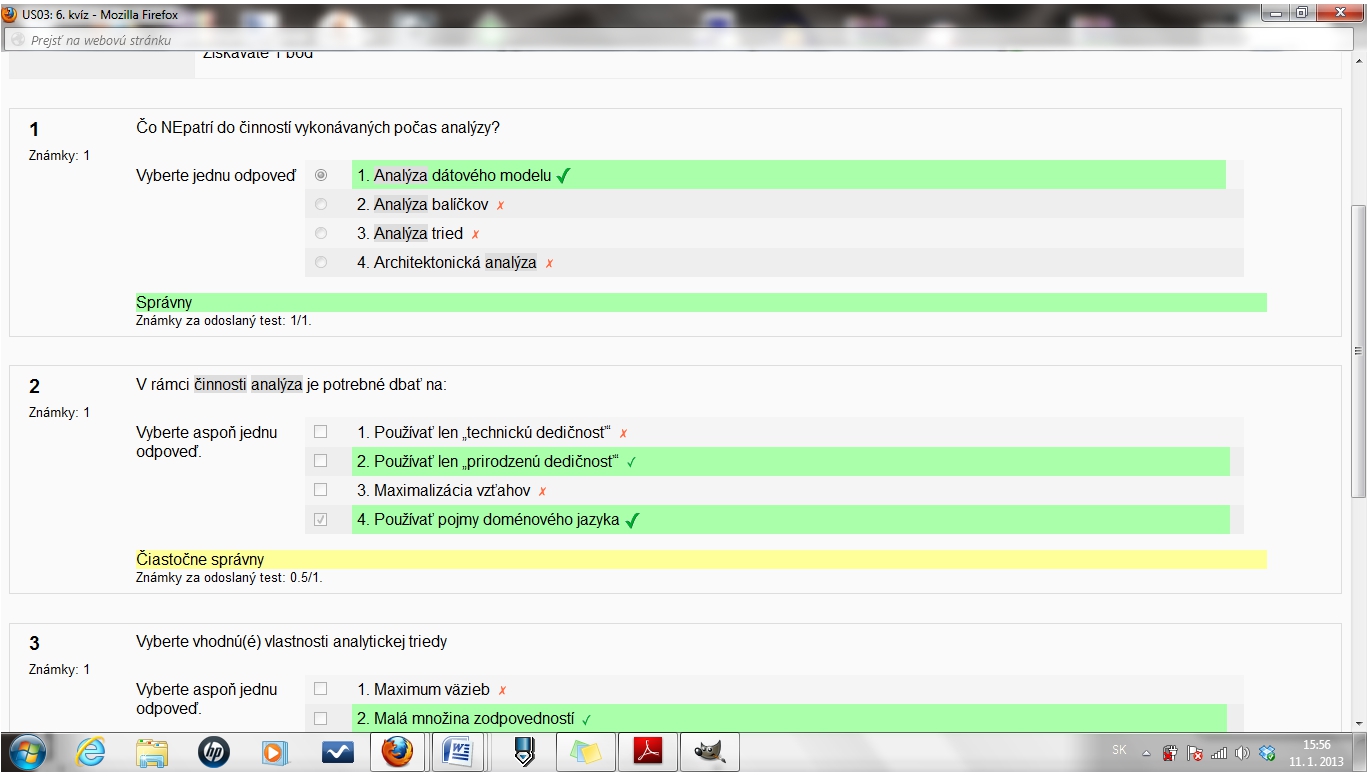 US03: 6. kvíz - Mozilla Firefox
Prejsť na webovú stránku
Získavate 1 bod
1
Čo NEpatrí do činností vykonávaných počas analýzy?
Známky: 1
Vyberte jednu odpoveď
1. Analýza dátového modelu ✓
2. Analýza balíčkov ✗
3. Analýza tried ✗
4. Architektonická analýza ✗
Správny
Známky za odoslaný test: 1/1.
2
V rámci činnosti analýza je potrebné dbať na:
Známky: 1
Vyberte aspoň jednu
odpoveď.
1. Používať len „technickú dedičnosť“ ✗
2. Používať len „prirodzenú dedičnosť“ ✓
3. Maximalizácia vzťahov ✗
4. Používať pojmy doménového jazyka ✓
Čiastočne správny
Známky za odoslaný test: 0.5/1.
3
Vyberte vhodnú(é) vlastnosti analytickej triedy
Známky: 1
Vyberte aspoň jednu
odpoveď.
1. Maximum väzieb ✗
2. Malá množina zodpovedností ✓
SK
15:56
11. 1. 2013